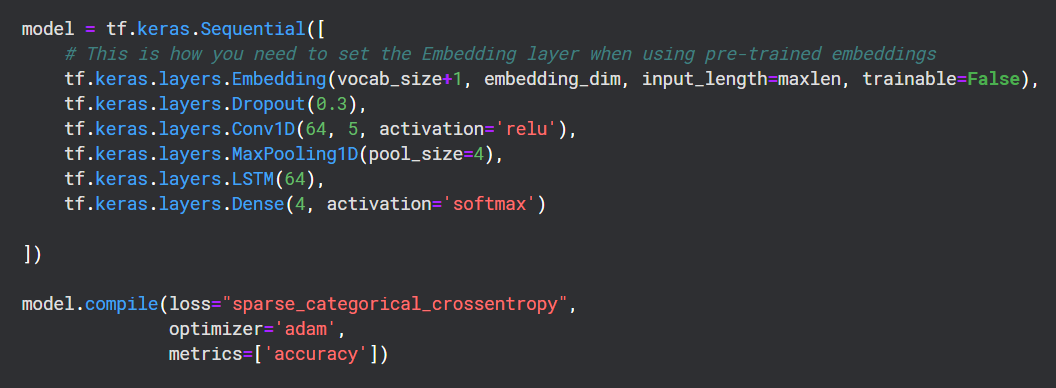 model = tf.keras.Sequential([
    # This is how you need to set the Embedding layer when using pre-trained embeddings
    tf.keras.layers.Embedding(vocab_size+1, embedding_dim, input_length=maxlen, trainable=False),
    tf.keras.layers.Dropout(0.3),
    tf.keras.layers.Conv1D(64, 5, activation='relu'),
    tf.keras.layers.MaxPooling1D(pool_size=4),
    tf.keras.layers.LSTM(64),
    tf.keras.layers.Dense(4, activation='softmax')
])
model.compile(loss="sparse_categorical_crossentropy",
              optimizer='adam',
              metrics=['accuracy'])